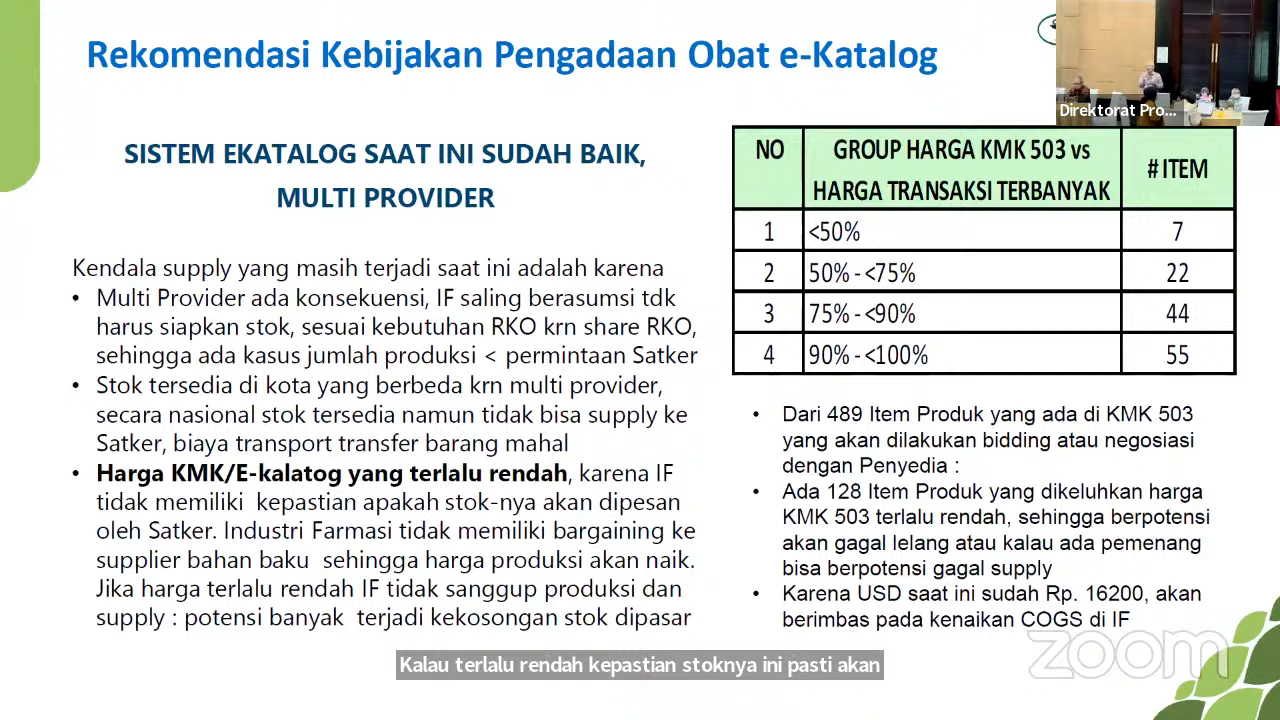 Rekomendasi Kebijakan Pengadaan Obat e-Katalog
Direktorat Pro...
SISTEM EKATALOG SAAT INI SUDAH BAIK,
MULTI PROVIDER
Kendala supply yang masih terjadi saat ini adalah karena
• Multi Provider ada konsekuensi, IF saling berasumsi tdk
harus siapkan stok, sesuai kebutuhan RKO krn share RKO,
sehingga ada kasus jumlah produksi < permintaan Satker
• Stok tersedia di kota yang berbeda krn multi provider,
secara nasional stok tersedia namun tidak bisa supply ke
Satker, biaya transport transfer barang mahal
• Harga KMK/E-kalatog yang terlalu rendah, karena IF
tidak memiliki kepastian apakah stok-nya akan dipesan
oleh Satker. Industri Farmasi tidak memiliki bargaining ke
supplier bahan baku sehingga harga produksi akan naik.
Jika harga terlalu rendah IF tidak sanggup produksi dan
supply : potensi banyak terjadi kekosongan stok dipasar
NO GROUP HARGA KMK 503 vs HARGA TRANSAKSI TERBANYAK # ITEM
1 <50% 7
2 50% - <75% 22
3 75% - <90% 44
4 90% - <100% 55
• Dari 489 Item Produk yang ada di KMK 503
yang akan dilakukan bidding atau negosiasi
dengan Penyedia :
• Ada 128 Item Produk yang dikeluhkan harga
KMK 503 terlalu rendah, sehingga berpotensi
akan gagal lelang atau kalau ada pemenang
bisa berpotensi gagal supply
• Karena USD saat ini sudah Rp. 16200, akan
berimbas pada kenaikan COGS di IF
zoom
Kalau terlalu rendah kepastian stoknya ini pasti akan